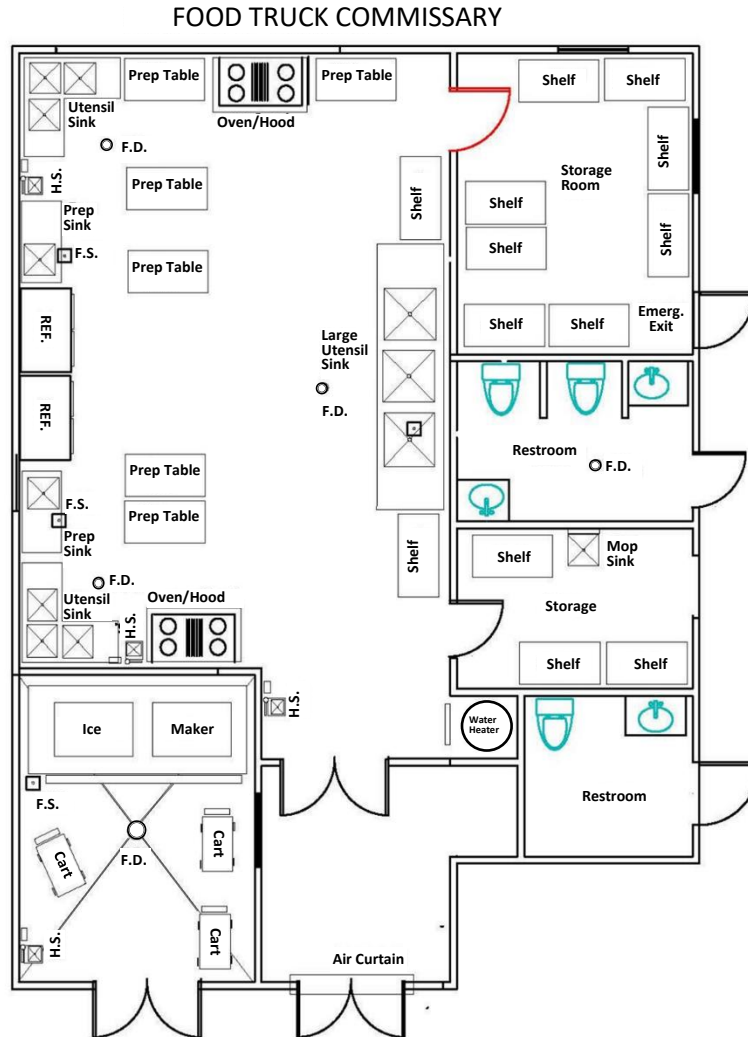 FOOD TRUCK COMMISSARY
Prep Table
Prep Table
Shelf
Shelf
Utensil
Sink
Oven/Hood
F.D.
Shelf
H.S.
Prep Table
Shelf
Storage
Room
Prep
Sink
Shelf
Shelf
F.S.
Prep Table
Shelf
REF.
Large
Utensil
Sink
Shelf
Shelf
Emerg.
Exit
F.D.
REF.
Restroom
F.D.
Prep Table
F.S.
Prep Table
Prep
Sink
Shelf
Shelf
Mop
Sink
F.D.
Utensil
Sink
Oven/Hood
H.S.
Storage
Shelf
Shelf
H.S.
Ice
Maker
Water
Heater
F.S.
Restroom
F.D.
Cart
Cart
H.S.
Cart
Air Curtain